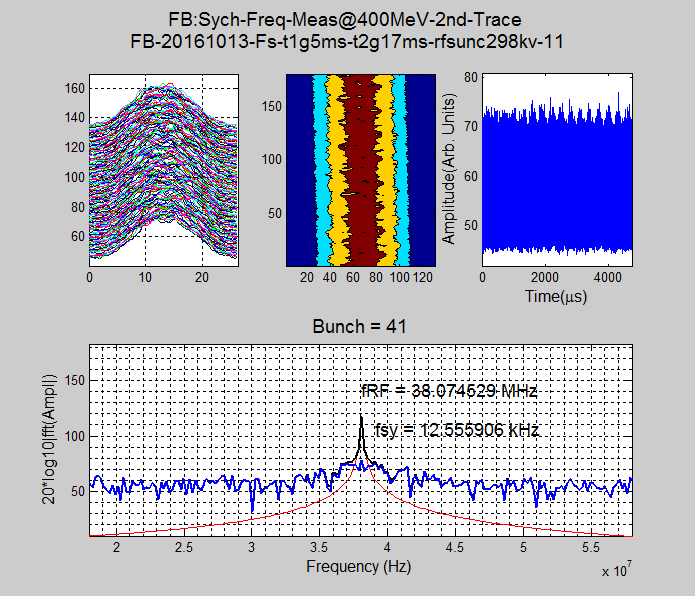 FB:Sych-Freq-Meas@400MeV-2nd-Trace
FB-20161013-Fs-t1g5ms-t2g17ms-rfsunc298kv-11
160
140
120
100
80
60
0 10 20
150
100
50
20 40 60 80 100 120
Amplitude(Arb. Units)
80
70
60
50
0 2000 4000
Time(µs)
Bunch = 41
20*log10|fft(Ampl|)
150
100
50
fRF = 38.074529 MHz
fsy = 12.555906 kHz
2 2.5 3 3.5 4 4.5 5 5.5
x 10^7
Frequency (Hz)